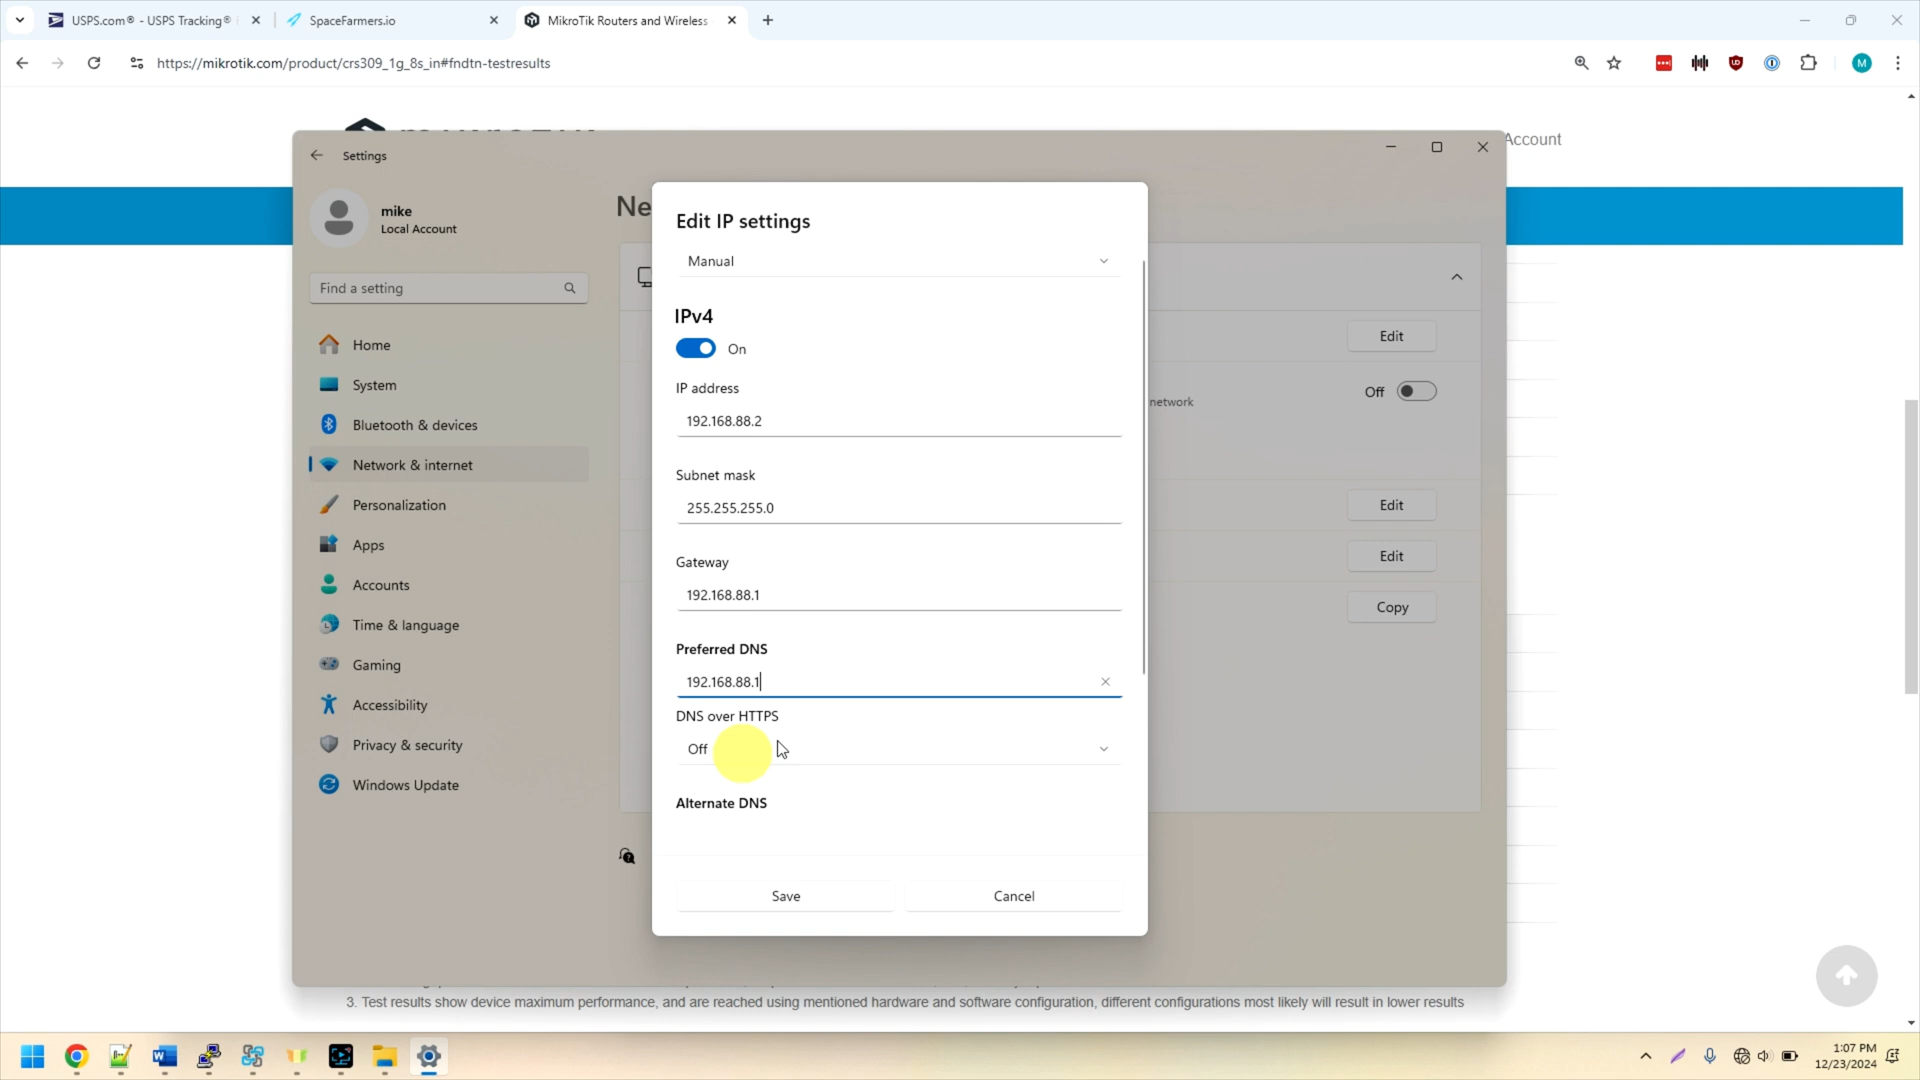 USPS.com® - USPS Tracking®
SpaceFarmers.io
MikroTik Routers and Wireless
https://mikrotik.com/product/crs309_1g_8s_in#fndtn-testresults
M
Account
Settings
mike
Local Account
Find a setting
Home
System
Bluetooth & devices
Network & internet
Personalization
Apps
Accounts
Time & language
Gaming
Accessibility
Privacy & security
Windows Update
Ne
Edit
network
Off
Edit
Edit
Copy
Edit IP settings
Manual
IPv4
On
IP address
192.168.88.2
Subnet mask
255.255.255.0
Gateway
192.168.88.1
Preferred DNS
192.168.88.1
DNS over HTTPS
Off
Alternate DNS
Save
Cancel
3. Test results show device maximum performance, and are reached using mentioned hardware and software configuration, different configurations most likely will result in lower results
1:07 PM
12/23/2024